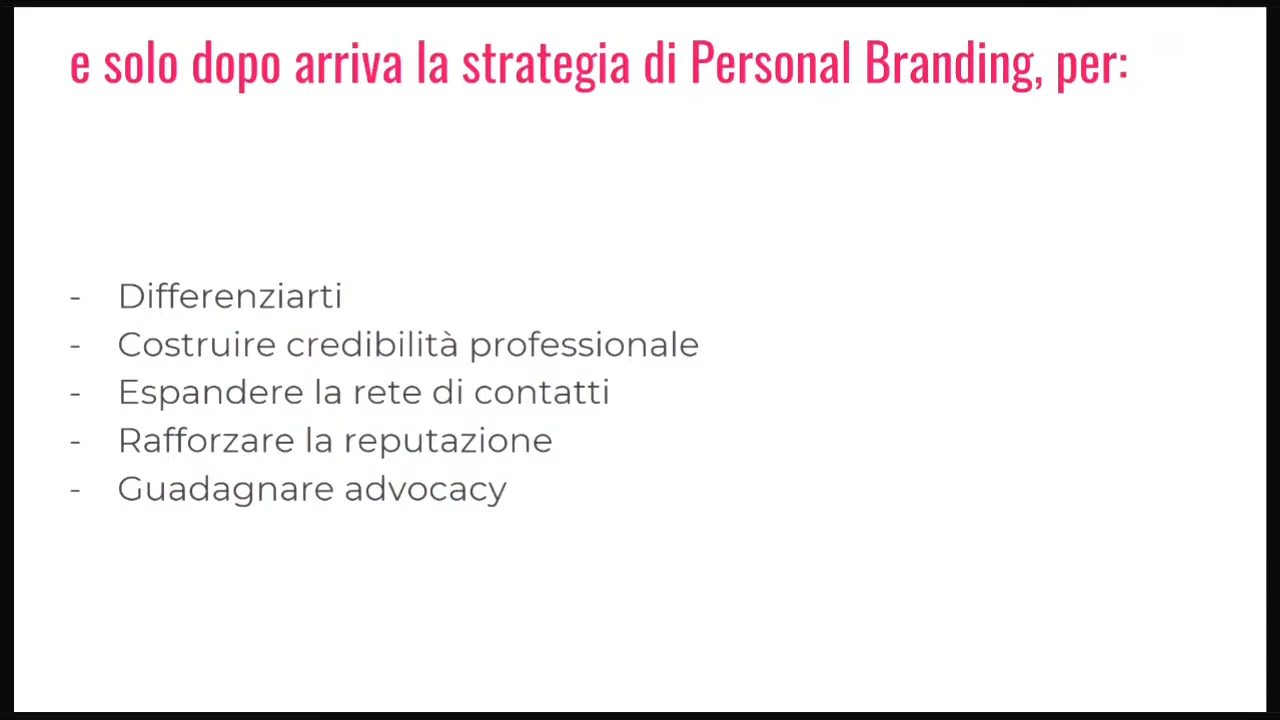 e solo dopo arriva la strategia di Personal Branding, per:
- Differenziarti
- Costruire credibilità professionale
- Espandere la rete di contatti
- Rafforzare la reputazione
- Guadagnare advocacy